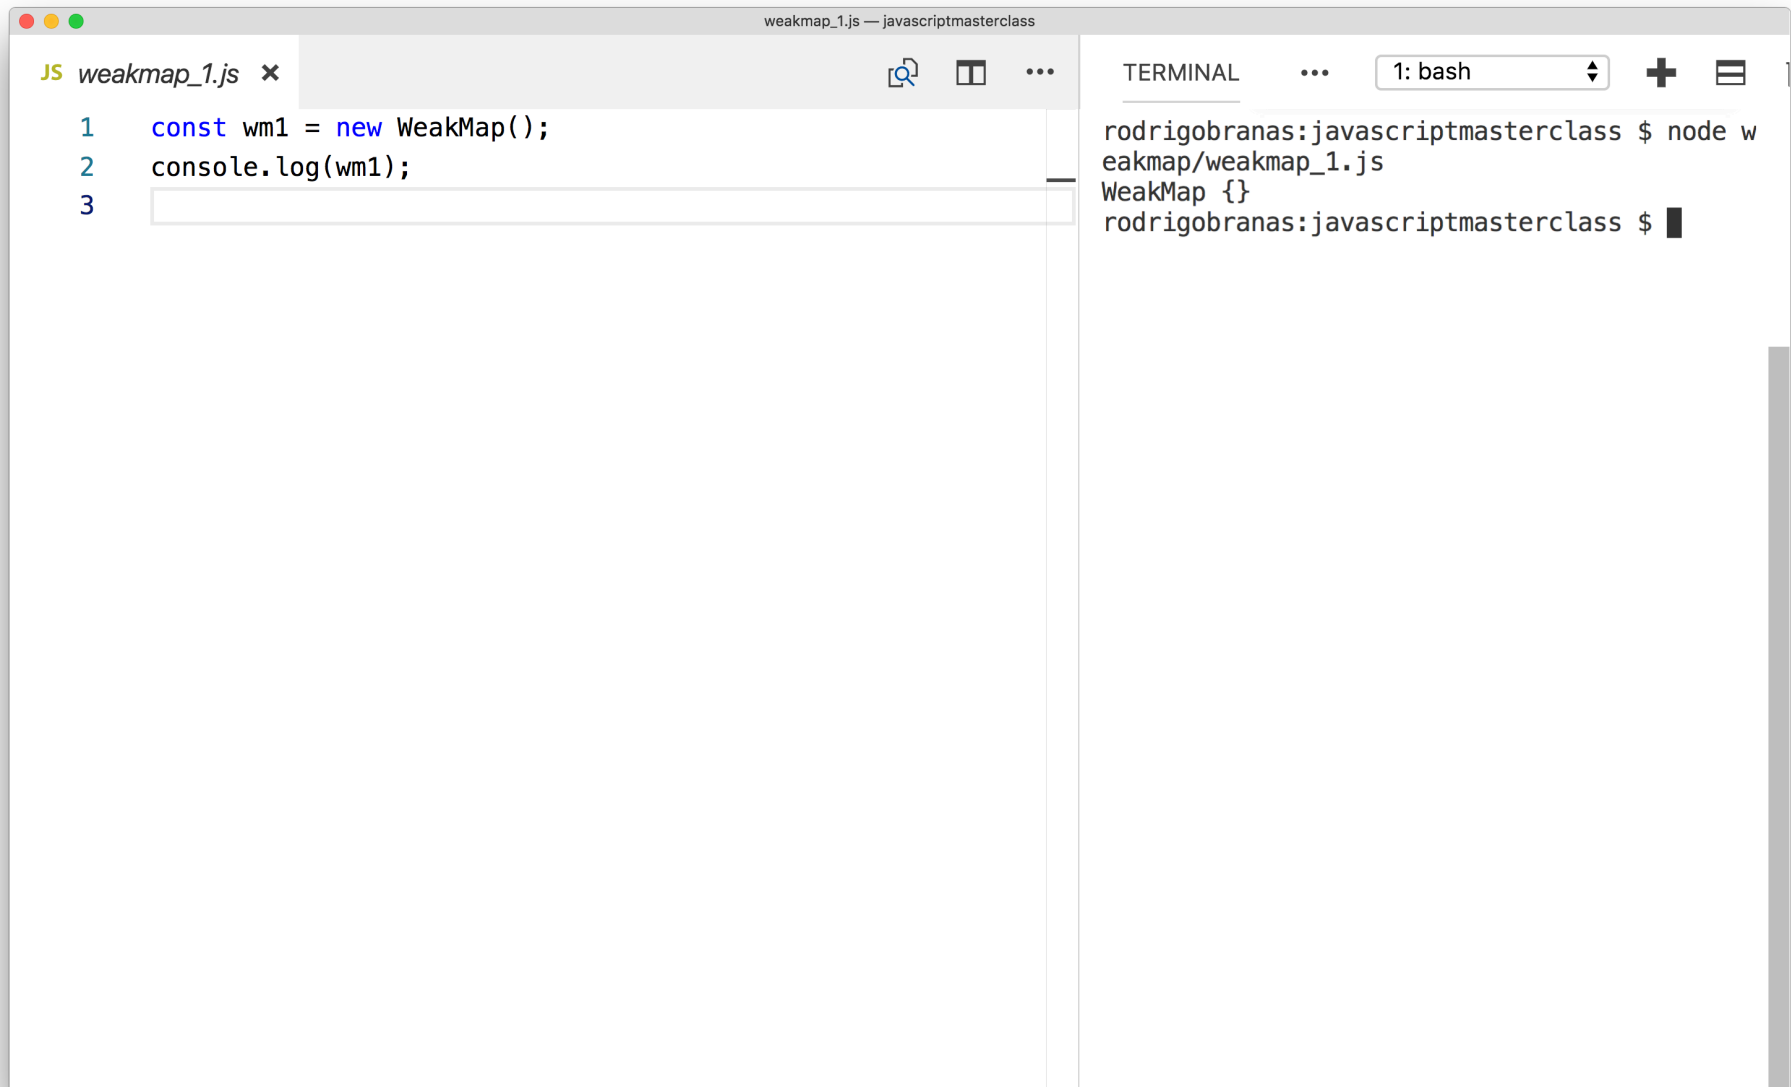 weakmap_1.js — javascriptmasterclass
JS weakmap_1.js
1 const wm1 = new WeakMap();
2 console.log(wm1);
3
TERMINAL
1: bash
rodrigobranas:javascriptmasterclass $ node w
eakmap/weakmap_1.js
WeakMap {}
rodrigobranas:javascriptmasterclass $